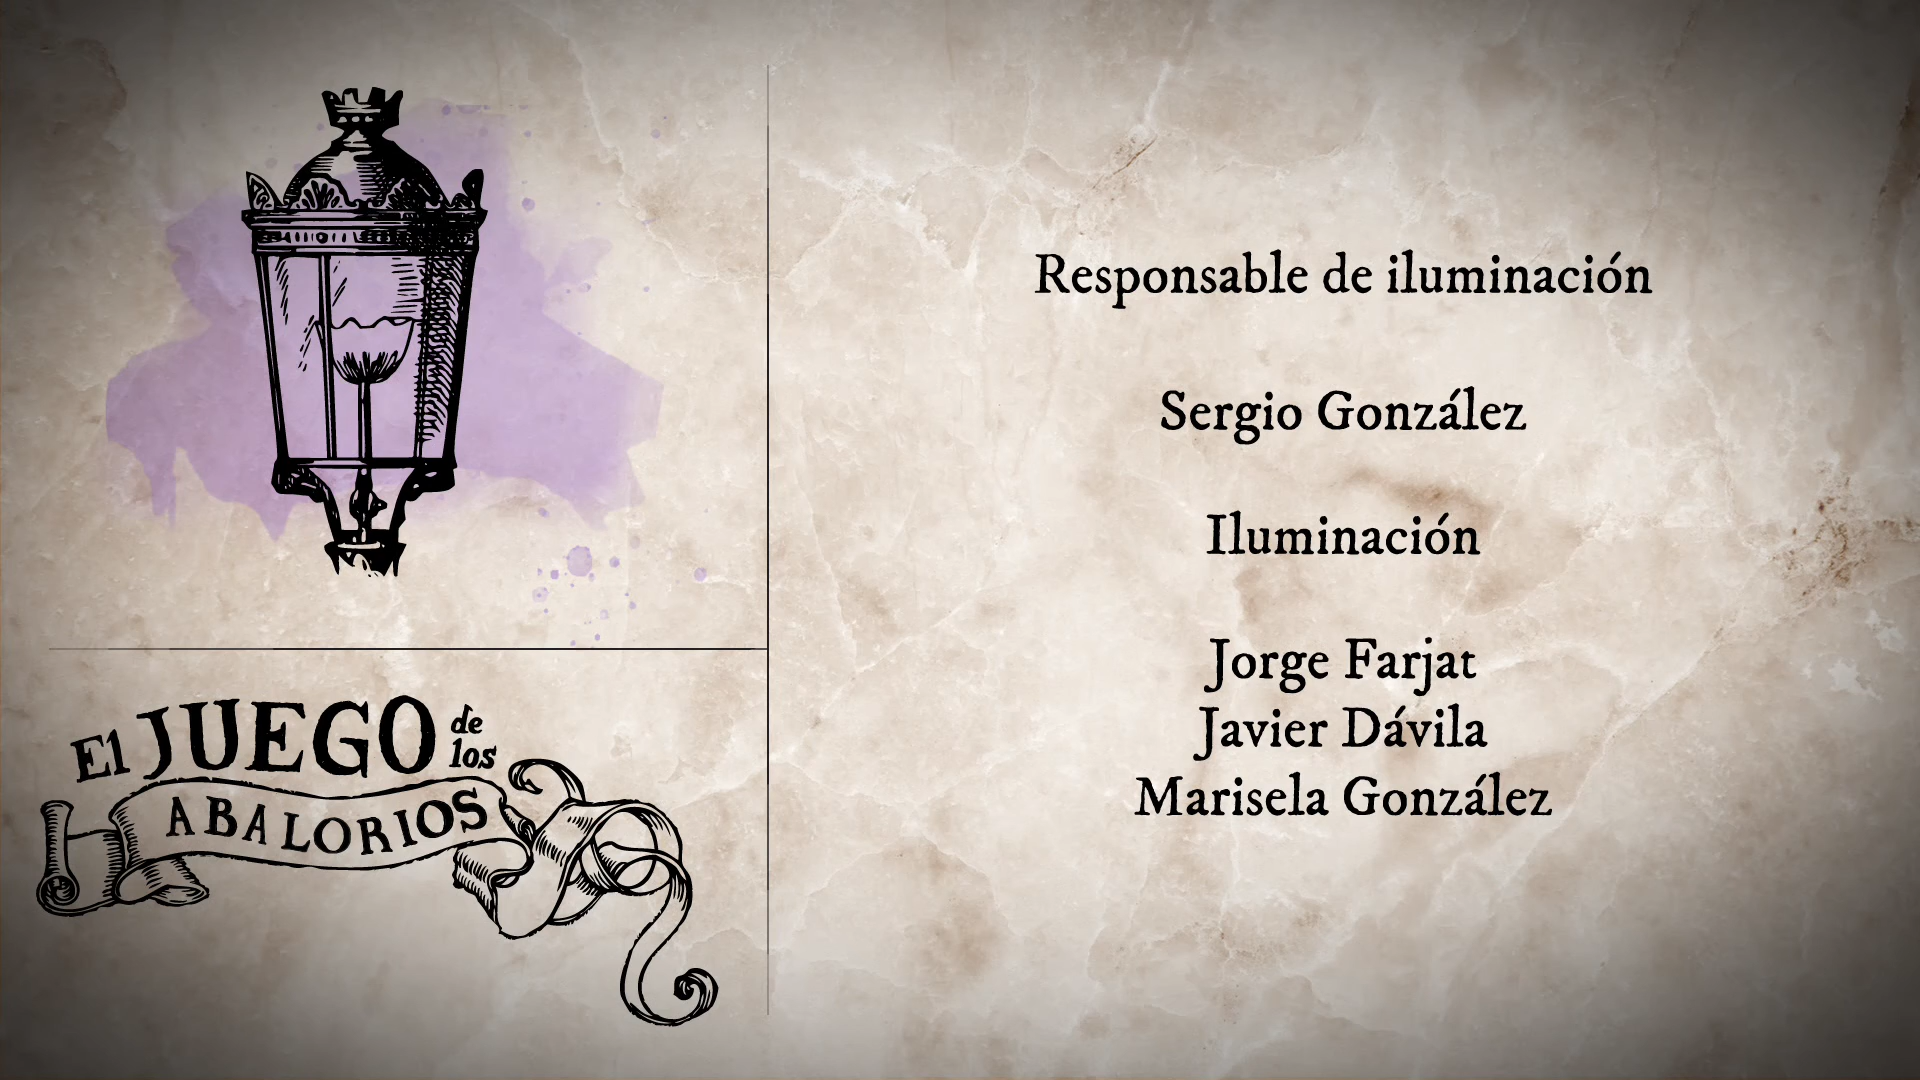 El JUEGO de los
ABALORIOS
Responsable de iluminación
Sergio González
Iluminación
Jorge Farjat
Javier Dávila
Marisela González